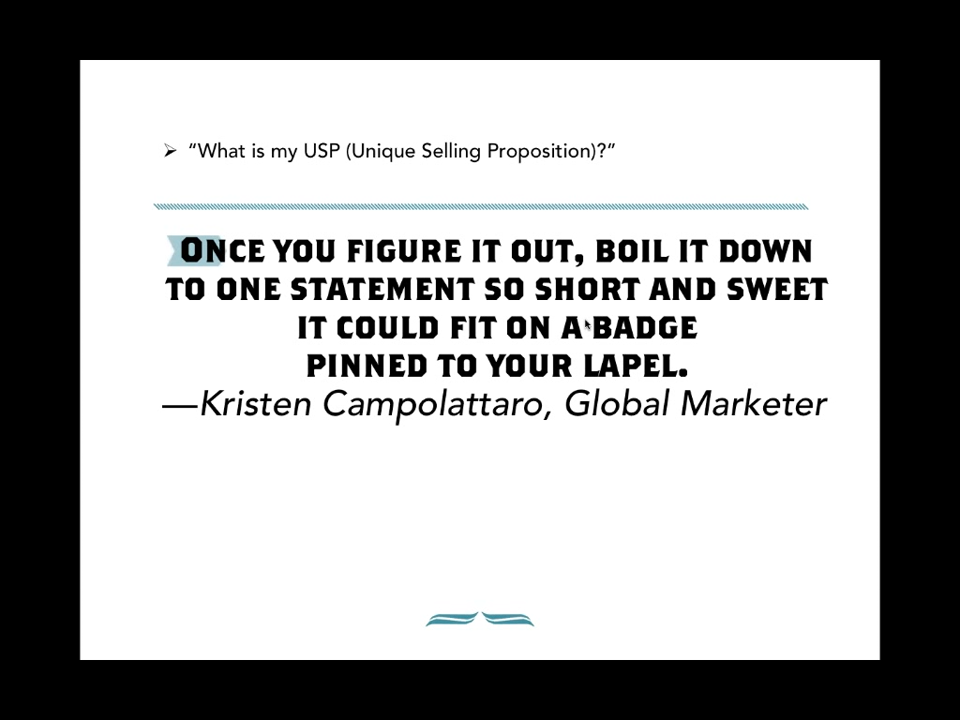 ➢ “What is my USP (Unique Selling Proposition)?”
ONCE YOU FIGURE IT OUT, BOIL IT DOWN
TO ONE STATEMENT SO SHORT AND SWEET
IT COULD FIT ON A BADGE
PINNED TO YOUR LAPEL.
—Kristen Campolattaro, Global Marketer